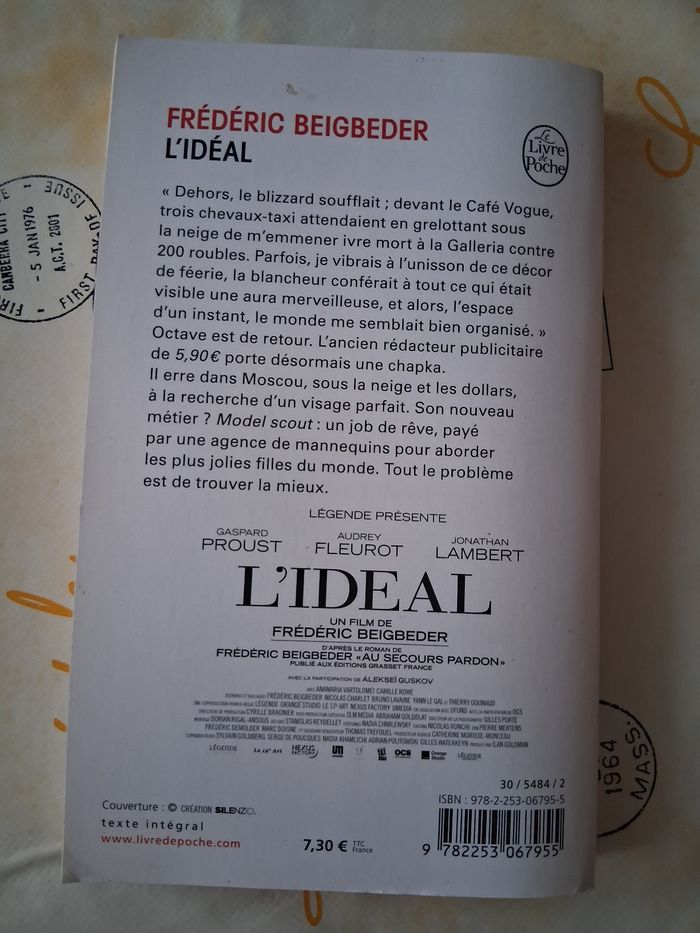 FRÉDÉRIC BEIGBEDER
L'IDÉAL
Le
Livre
de
Poche
« Dehors, le blizzard soufflait ; devant le Café Vogue,
trois chevaux-taxi attendaient en grelottant sous
la neige de m'emmener ivre mort à la Galleria contre
200 roubles. Parfois, je vibrais à l'unisson de ce décor
de féerie, la blancheur conférait à tout ce qui était
visible une aura merveilleuse, et alors, l'espace
d'un instant, le monde me semblait bien organisé. »
Octave est de retour. L'ancien rédacteur publicitaire
de 5,90 € porte désormais une chapka.
Il erre dans Moscou, sous la neige et les dollars,
à la recherche d'un visage parfait. Son nouveau
métier ? Model scout : un job de rêve, payé
par une agence de mannequins pour aborder
les plus jolies filles du monde. Tout le problème
est de trouver la mieux.
LÉGENDE PRÉSENTE
GASPARD PROUST
AUDREY FLEUROT
JONATHAN LAMBERT
L'IDEAL
UN FILM DE
FRÉDÉRIC BEIGBEDER
D'APRÈS LE ROMAN DE
FRÉDÉRIC BEIGBEDER «AU SECOURS PARDON»
PUBLIÉ AUX ÉDITIONS GRASSET FRANCE
AVEC LA PARTICIPATION DE ALEKSEÏ GUSKOV
AVEC ANAMARIA VARTOLOMEI CAMILLE ROWE
30 / 5484 / 2
ISBN : 978-2-253-06795-5
Couverture : © CRÉATION SILENZIO.
texte intégral
www.livredepoche.com
7,30 € TTC France
9 782253 067955
CANBERRA CITY
- 5 JAN 1976
A.C.T. 2601
FIRST DAY OF ISSUE
1964
MASS.